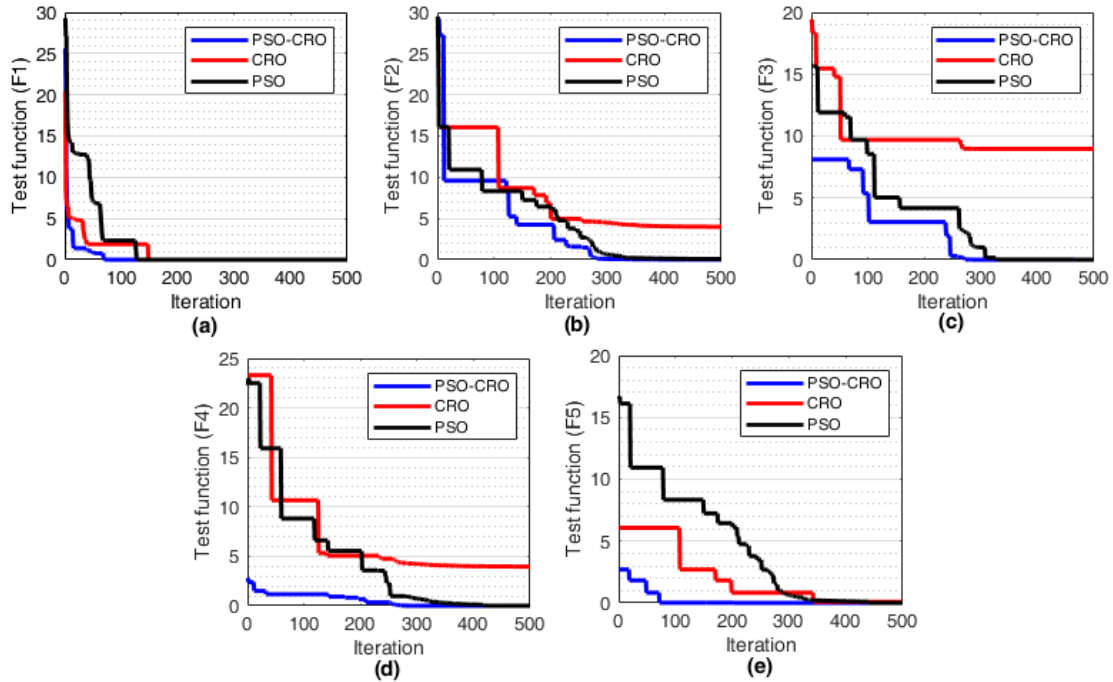 30
25
20
15
10
5
0
Test function (F1)
PSO-CRO
CRO
PSO
0 100 200 300 400 500
Iteration
(a)
30
25
20
15
10
5
0
Test function (F2)
PSO-CRO
CRO
PSO
0 100 200 300 400 500
Iteration
(b)
20
15
10
5
0
Test function (F3)
PSO-CRO
CRO
PSO
0 100 200 300 400 500
Iteration
(c)
25
20
15
10
5
0
Test function (F4)
PSO-CRO
CRO
PSO
0 100 200 300 400 500
Iteration
(d)
20
15
10
5
0
Test function (F5)
PSO-CRO
CRO
PSO
0 100 200 300 400 500
Iteration
(e)